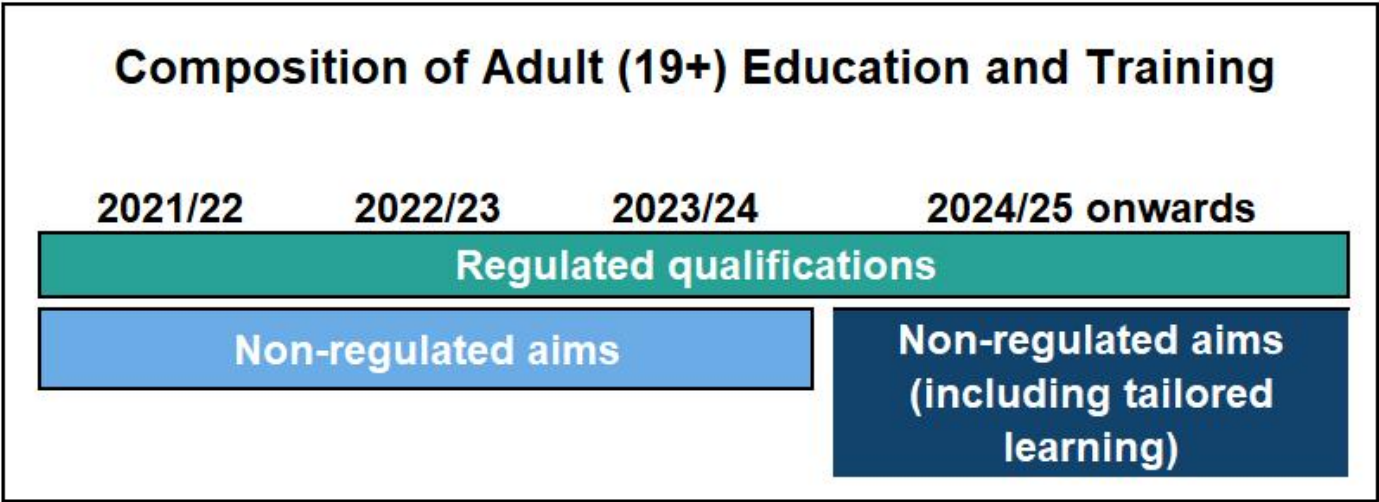 Composition of Adult (19+) Education and Training
2021/22 2022/23 2023/24 2024/25 onwards
Regulated qualifications
Non-regulated aims
Non-regulated aims
(including tailored
learning)